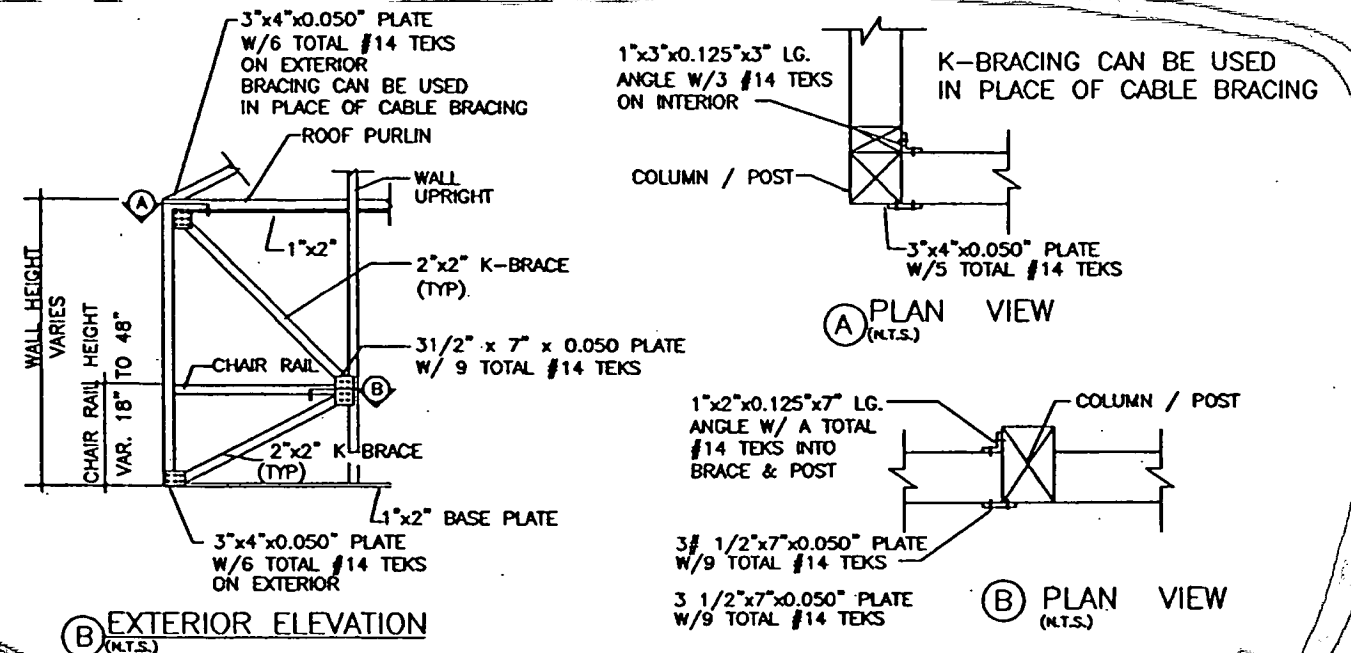 3"x4"x0.050" PLATE
W/6 TOTAL #14 TEKS
ON EXTERIOR
BRACING CAN BE USED
IN PLACE OF CABLE BRACING
ROOF PURLIN
WALL
UPRIGHT
A
1"x2"
2"x2" K-BRACE
(TYP).
WALL HEIGHT
VARIES
CHAIR RAIL HEIGHT
VAR. 18" TO 48"
31/2" x 7" x 0.050 PLATE
W/ 9 TOTAL #14 TEKS
CHAIR RAIL
B
2"x2" K-BRACE
(TYP)
1"x2" BASE PLATE
3"x4"x0.050" PLATE
W/6 TOTAL #14 TEKS
ON EXTERIOR
B EXTERIOR ELEVATION
(N.T.S.)
1"x3"x0.125"x3" LG.
ANGLE W/3 #14 TEKS
ON INTERIOR
K-BRACING CAN BE USED
IN PLACE OF CABLE BRACING
COLUMN / POST
3"x4"x0.050" PLATE
W/5 TOTAL #14 TEKS
A PLAN VIEW
(N.T.S.)
1"x2"x0.125"x7" LG.
ANGLE W/ A TOTAL
#14 TEKS INTO
BRACE & POST
COLUMN / POST
3# 1/2"x7"x0.050" PLATE
W/9 TOTAL #14 TEKS
3 1/2"x7"x0.050" PLATE
W/9 TOTAL #14 TEKS
B PLAN VIEW
(N.T.S.)